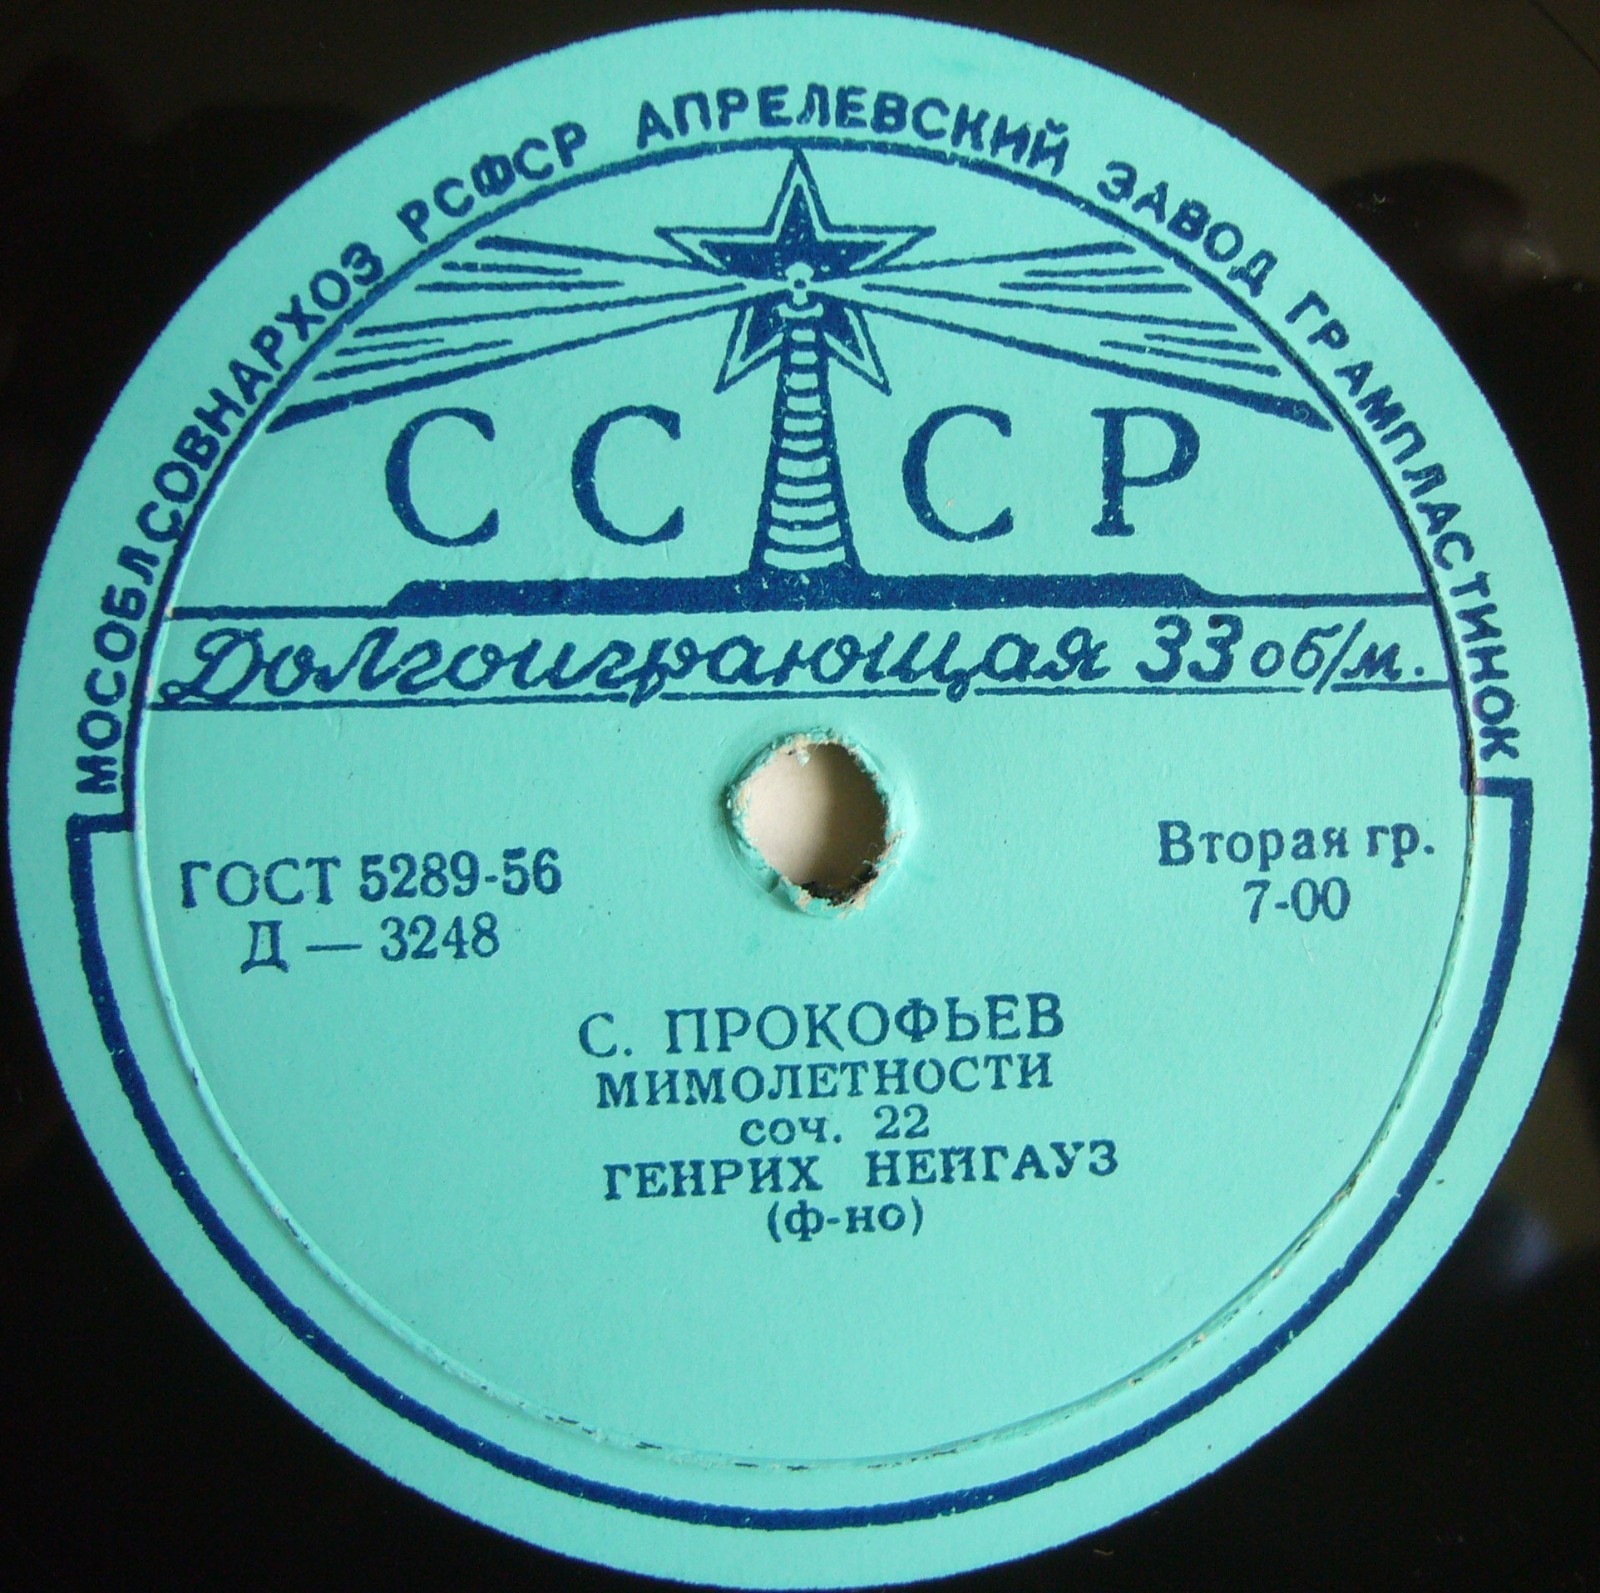 МОСОБЛСОВНАРХОЗ РСФСР АПРЕЛЕВСКИЙ ЗАВОД ГРАМПЛАСТИНОК
СССР
Долгоиграющая 33 об/м.
ГОСТ 5289-56
Д — 3248
Вторая гр.
7-00
С. ПРОКОФЬЕВ
МИМОЛЕТНОСТИ
соч. 22
ГЕНРИХ НЕЙГАУЗ
(ф-но)